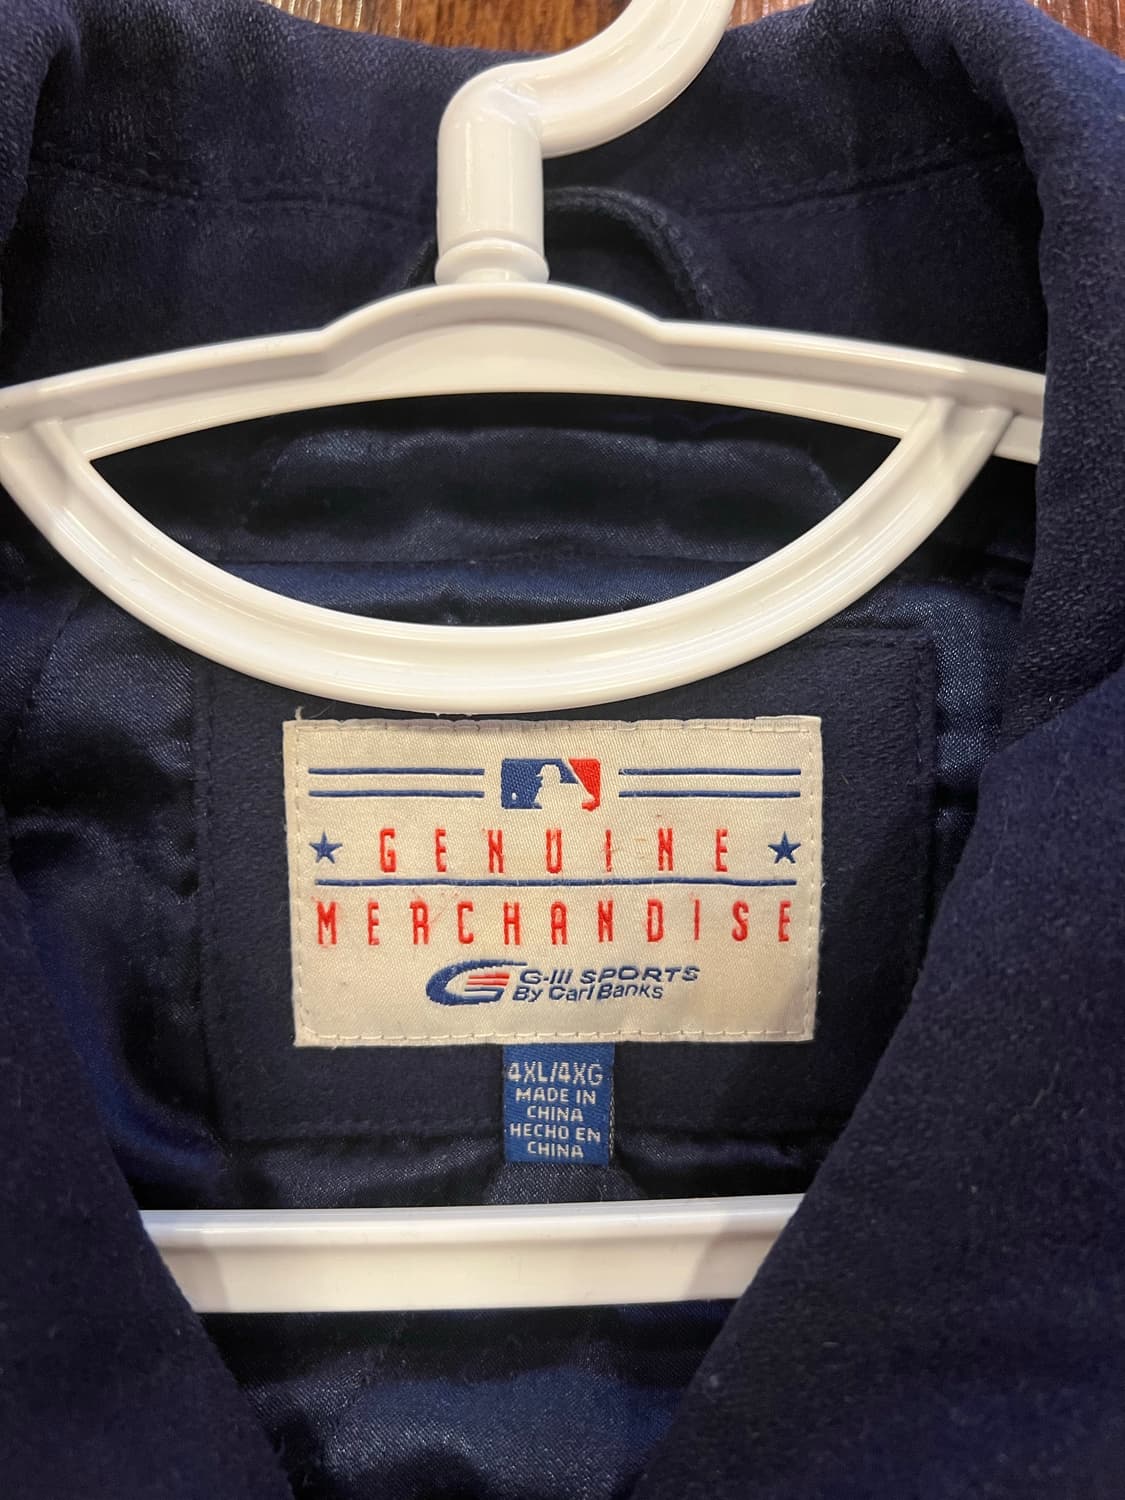 GENUINE
MERCHANDISE
G-III SPORTS
By Carl Banks
4XL/4XG
MADE IN
CHINA
HECHO EN
CHINA